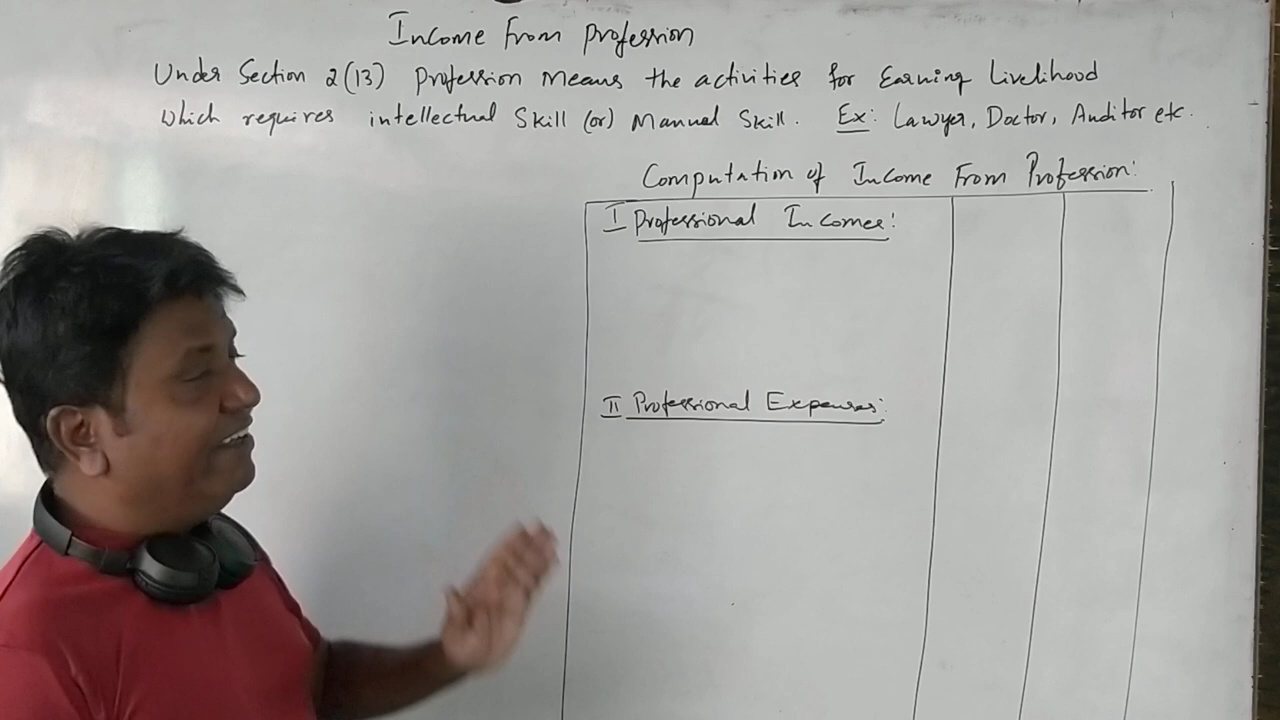 Income From Profession
Under Section 2(13) Profession Means the activities for Earning Livelihood
Which requires intellectual Skill (or) Manual Skill. Ex: Lawyer, Doctor, Auditor etc.
Computation of Income From Profession:
I Professional Incomes:
II Professional Expenses: